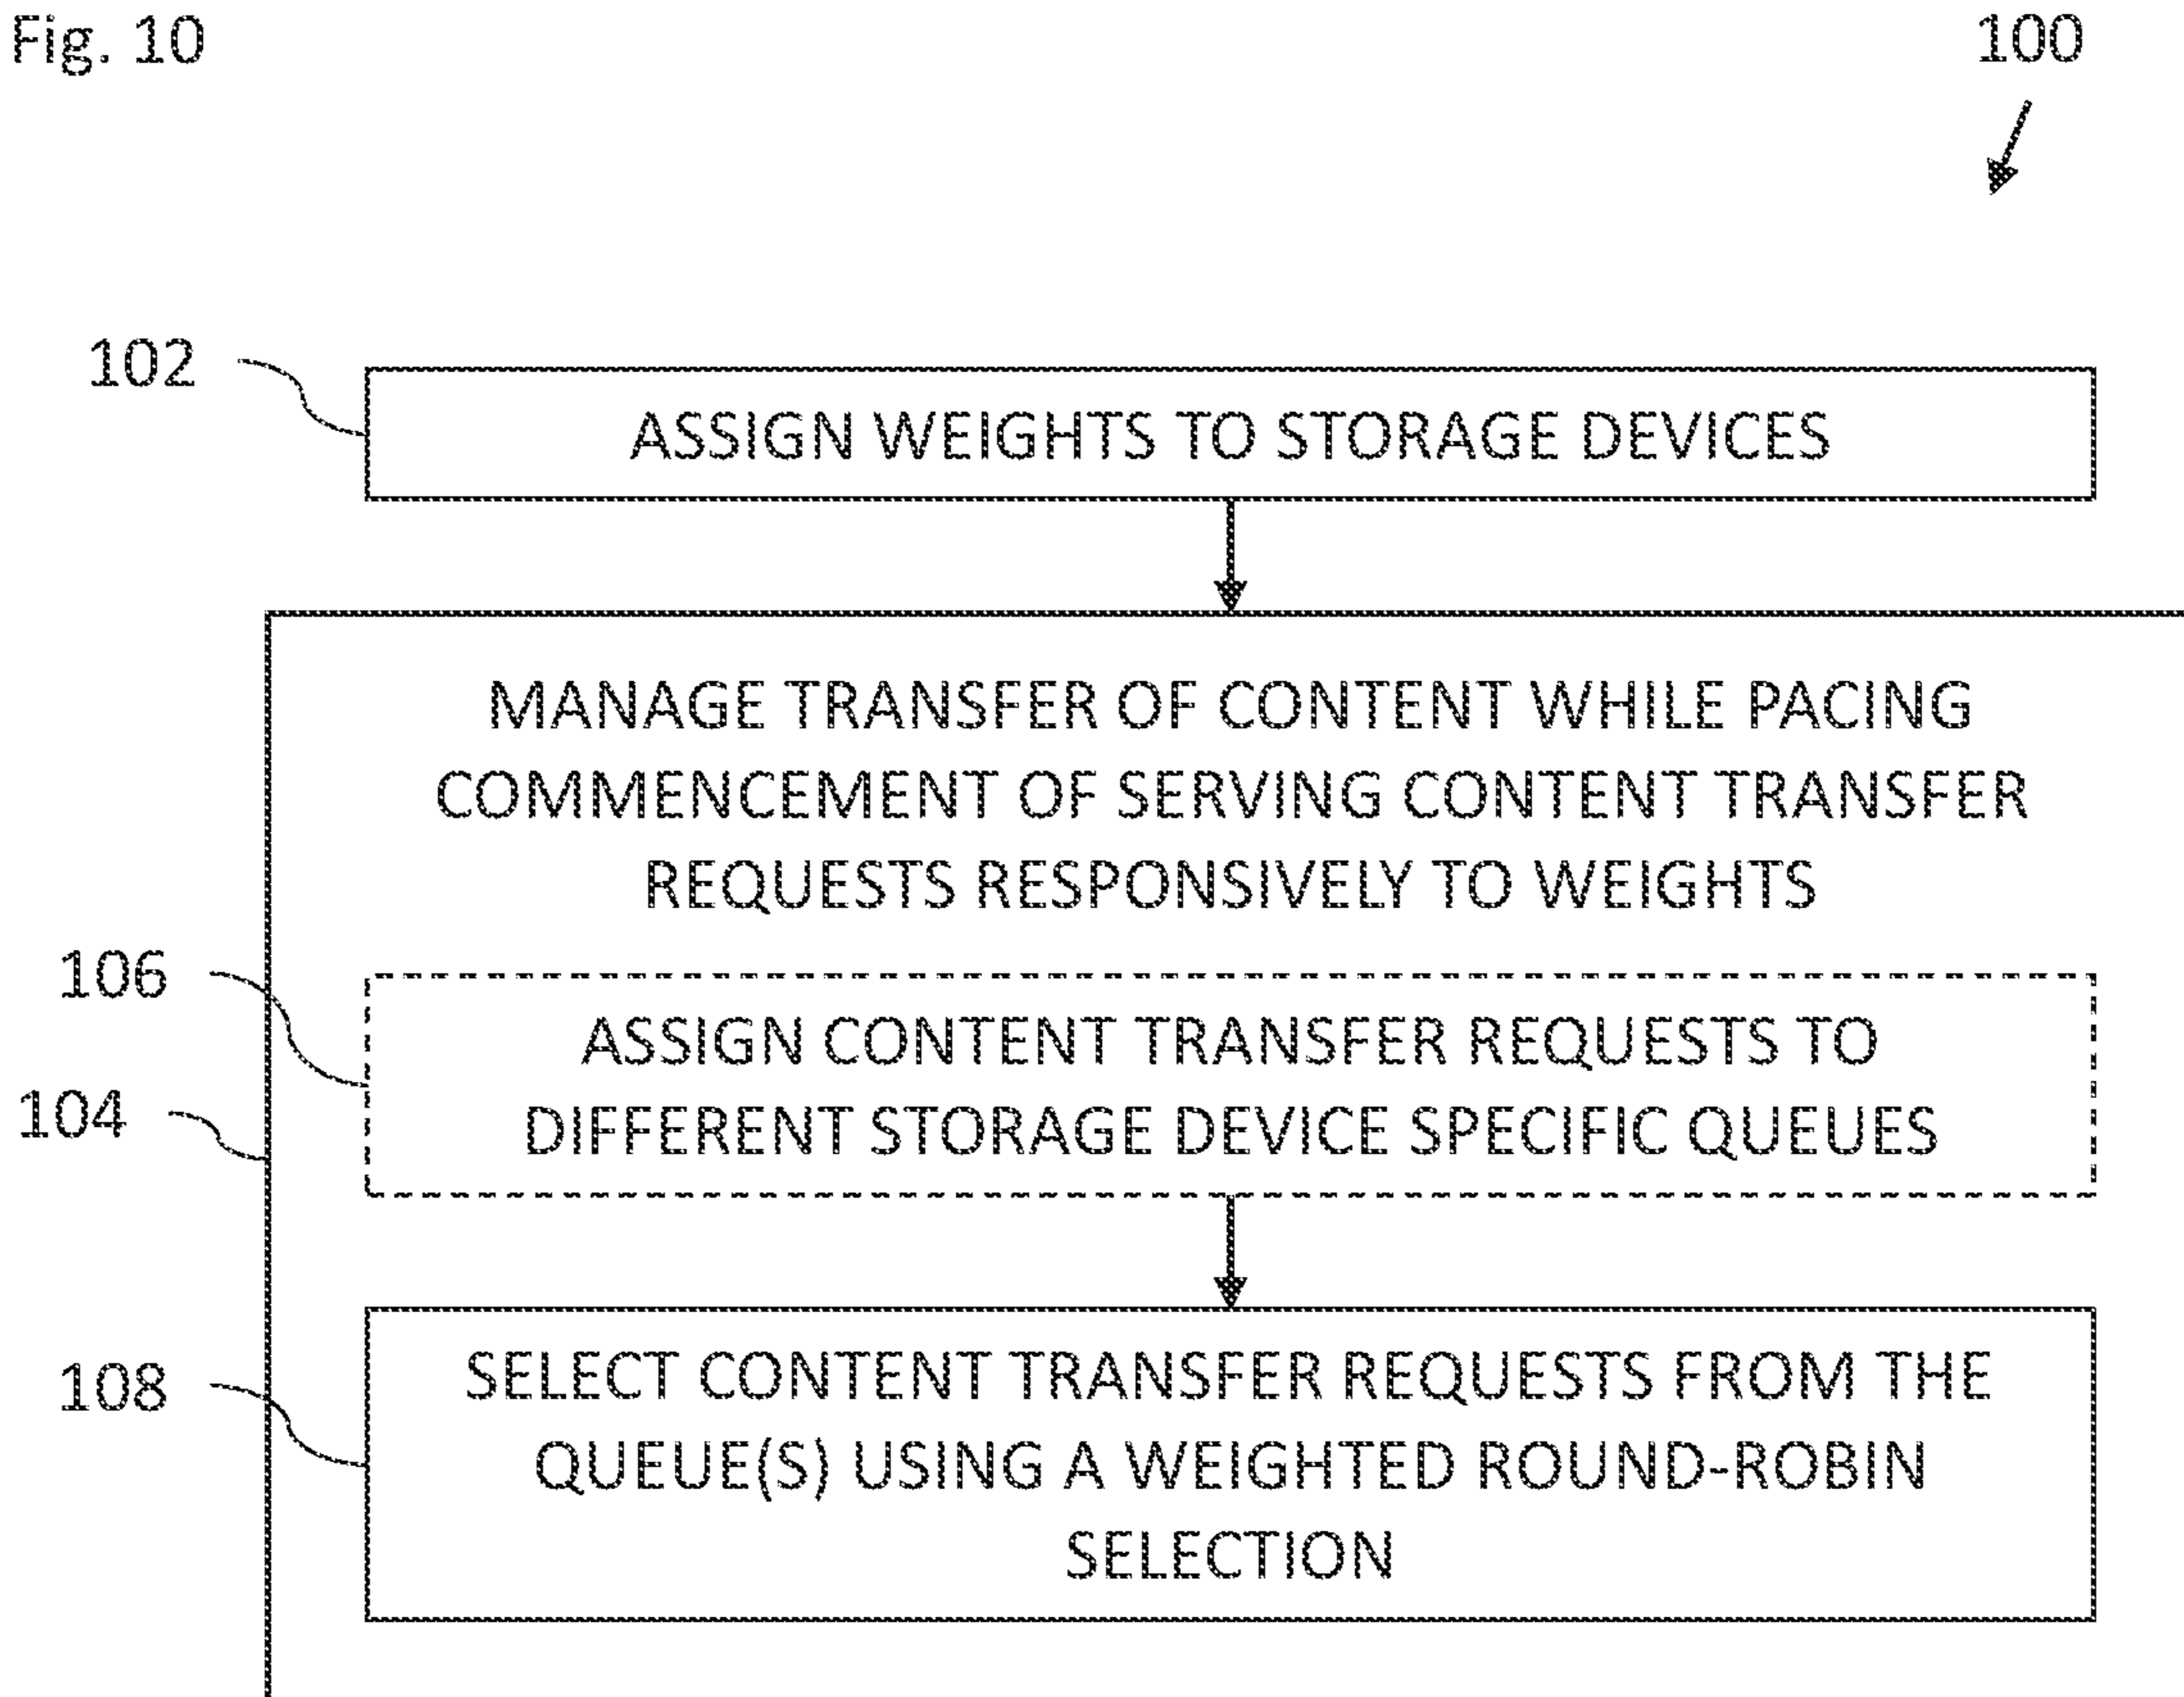 Fig. 10
100
102
ASSIGN WEIGHTS TO STORAGE DEVICES
MANAGE TRANSFER OF CONTENT WHILE PACING
COMMENCEMENT OF SERVING CONTENT TRANSFER
REQUESTS RESPONSIVELY TO WEIGHTS
106
ASSIGN CONTENT TRANSFER REQUESTS TO
DIFFERENT STORAGE DEVICE SPECIFIC QUEUES
104
108
SELECT CONTENT TRANSFER REQUESTS FROM THE
QUEUE(S) USING A WEIGHTED ROUND-ROBIN
SELECTION